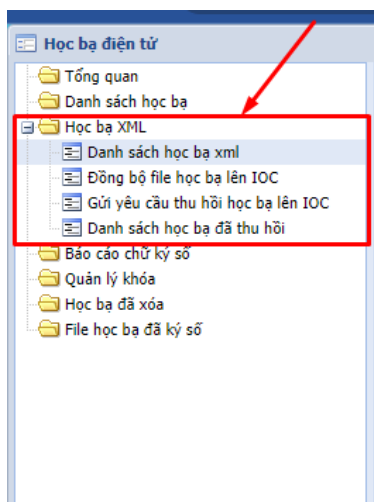 Học bạ điện tử
Tổng quan
Danh sách học bạ
Học bạ XML
Danh sách học bạ xml
Đồng bộ file học bạ lên IOC
Gửi yêu cầu thu hồi học bạ lên IOC
Danh sách học bạ đã thu hồi
Báo cáo chữ ký số
Quản lý khóa
Học bạ đã xóa
File học bạ đã ký số